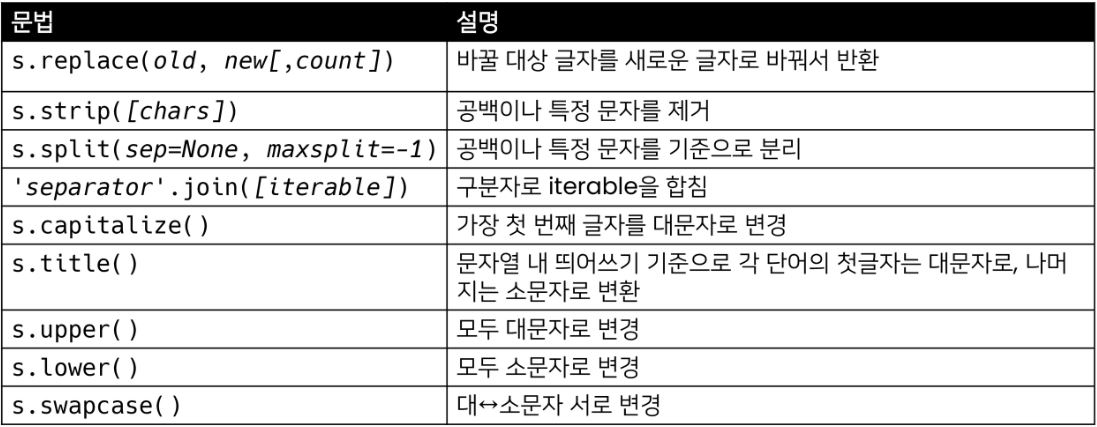 문법 설명
s.replace(old, new[,count]) 바꿀 대상 글자를 새로운 글자로 바꿔서 반환
s.strip([chars]) 공백이나 특정 문자를 제거
s.split(sep=None, maxsplit=-1) 공백이나 특정 문자를 기준으로 분리
'separator'.join([iterable]) 구분자로 iterable을 합침
s.capitalize() 가장 첫 번째 글자를 대문자로 변경
s.title() 문자열 내 띄어쓰기 기준으로 각 단어의 첫글자는 대문자로, 나머
지는 소문자로 변환
s.upper() 모두 대문자로 변경
s.lower() 모두 소문자로 변경
s.swapcase() 대↔소문자 서로 변경